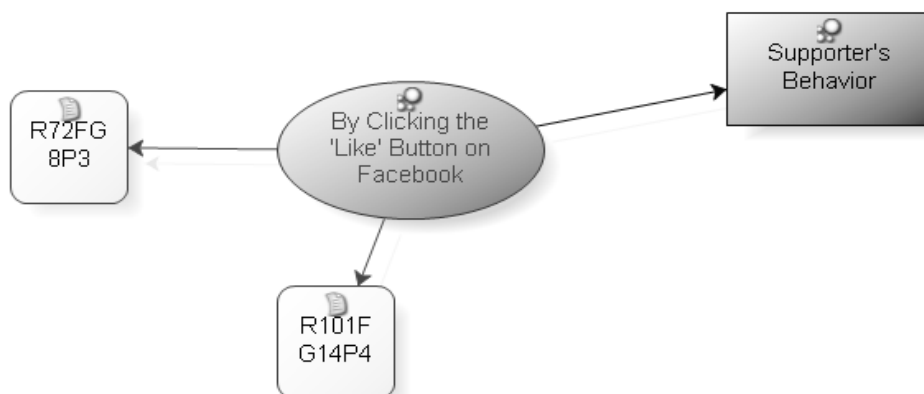 Supporter's
Behavior
By Clicking the
'Like' Button on
Facebook
R72FG
8P3
R101F
G14P4